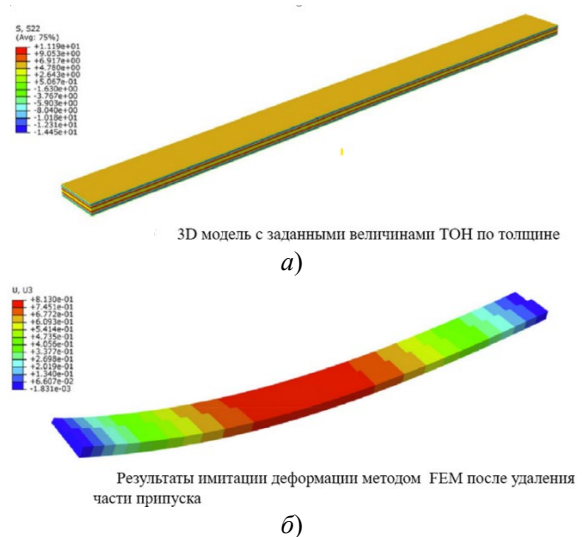 S, S22
(Avg: 75%)
+1.119e+01
+9.053e+00
+6.917e+00
+4.780e+00
+2.643e+00
+5.067e-01
-1.630e+00
-3.767e+00
-5.903e+00
-8.040e+00
-1.018e+01
-1.231e+01
-1.445e+01
3D модель с заданными величинами ТОН по толщине
а)
U, U3
+8.130e-01
+7.451e-01
+6.772e-01
+6.093e-01
+5.414e-01
+4.735e-01
+4.056e-01
+3.377e-01
+2.698e-01
+2.019e-01
+1.340e-01
+6.607e-02
-1.831e-03
Результаты имитации деформации методом FEM после удаления
части припуска
б)